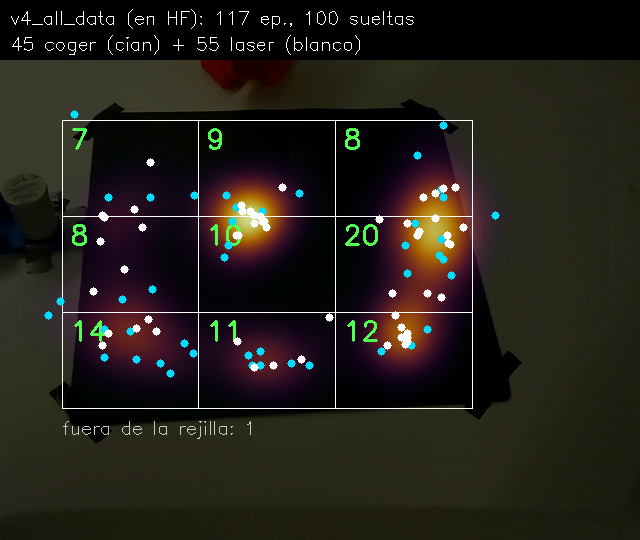 v4_all_data (en HF): 117 ep., 100 sueltas
45 coger (cian) + 55 laser (blanco)
7 9 8
8 10 20
14 11 12
fuera de la rejilla: 1